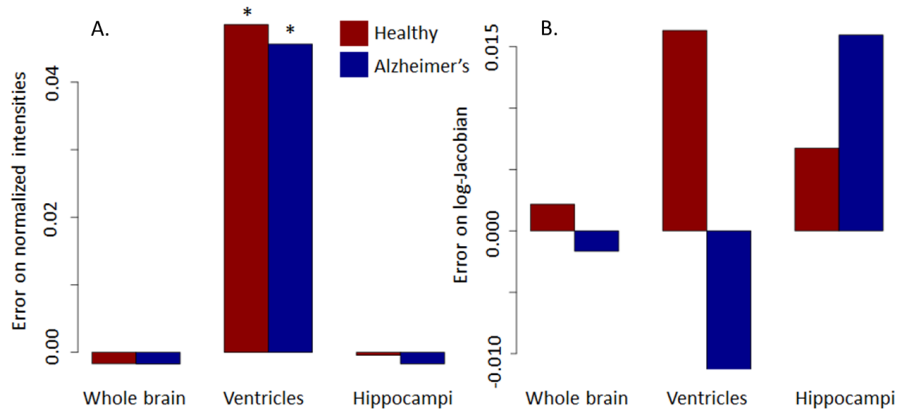 A.
*
*
Healthy
Alzheimer's
Error on normalized intensities
0.04
0.02
0.00
Whole brain
Ventricles
Hippocampi
B.
Error on log-Jacobian
0.015
0.000
-0.010
Whole brain
Ventricles
Hippocampi